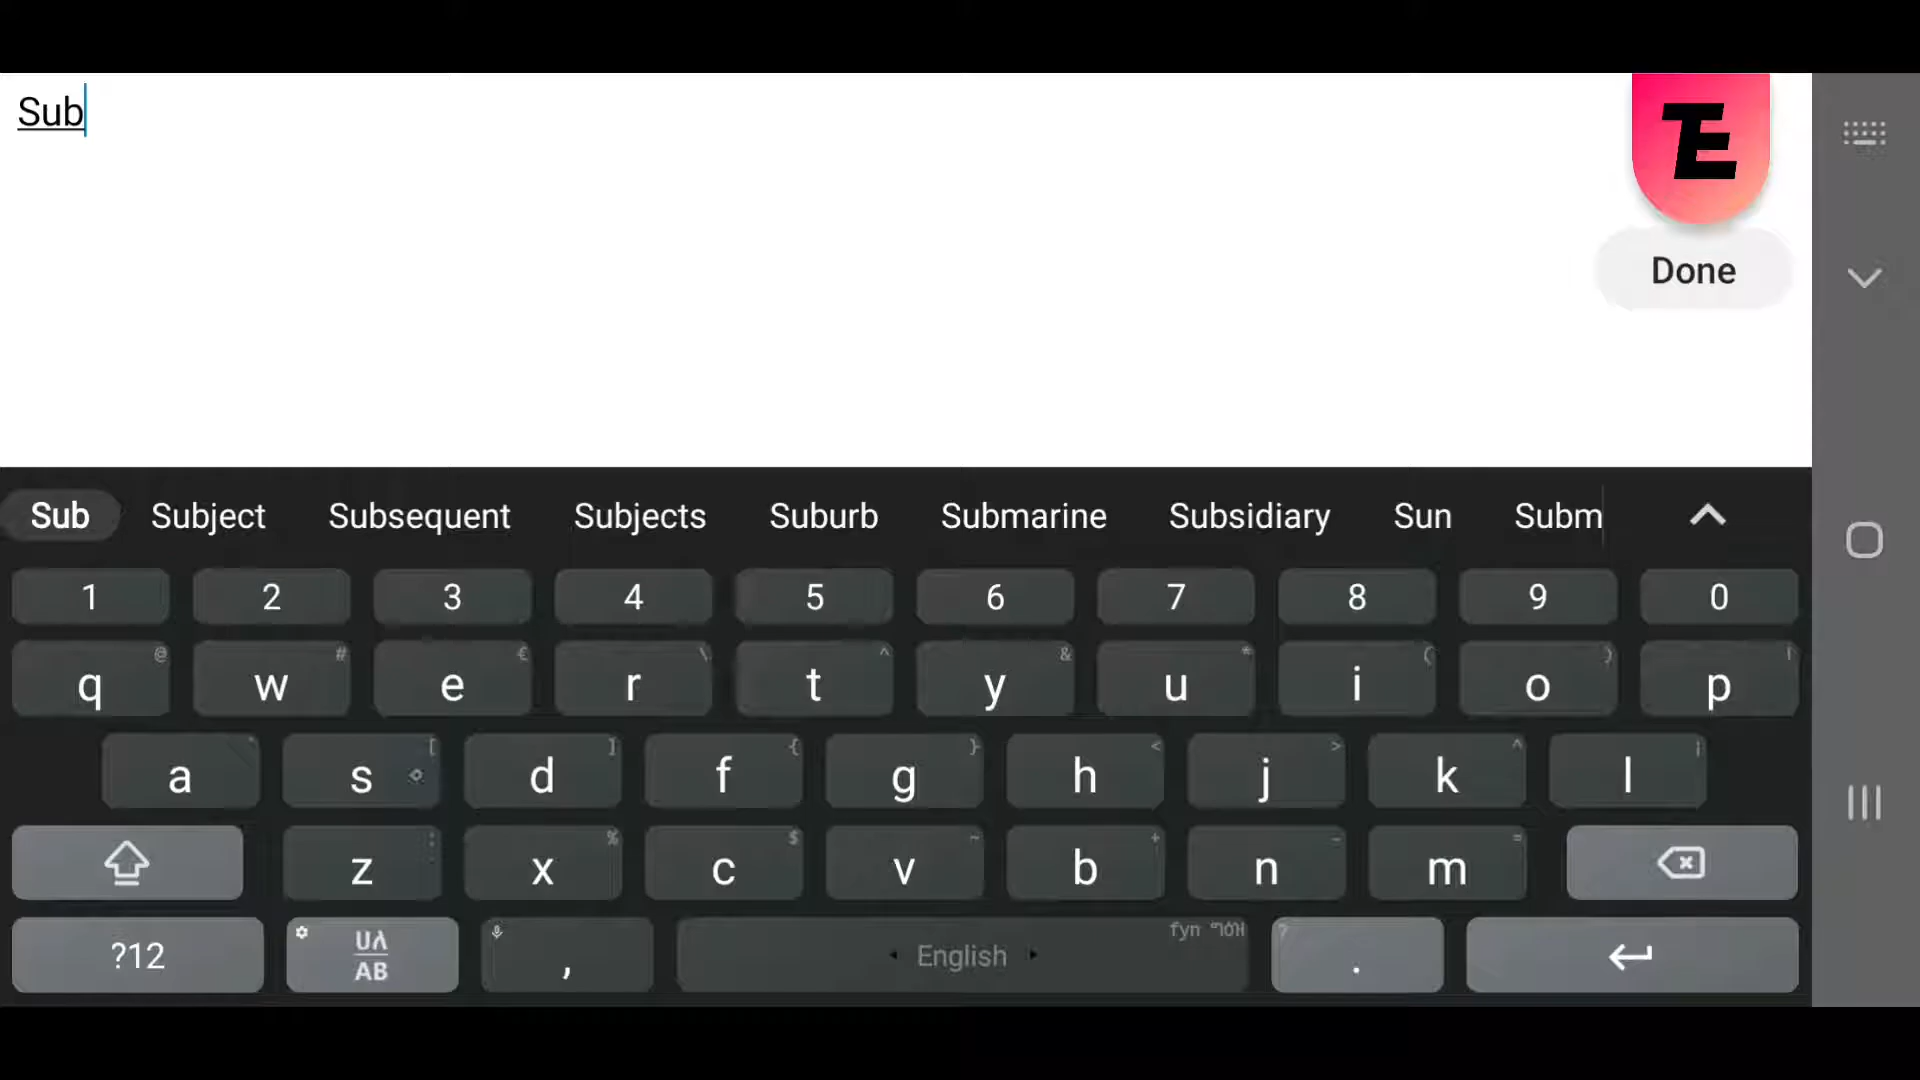 Sub
TE
Done
Sub Subject Subsequent Subjects Suburb Submarine Subsidiary Sun Subm
1 2 3 4 5 6 7 8 9 0
@ # € \ ^ & * ( )
q w e r t y u i o p
[ ] { } < > ^
a s d f g h j k l
: % $ ~ + - =
z x c v b n m
?12 AB , English . ?